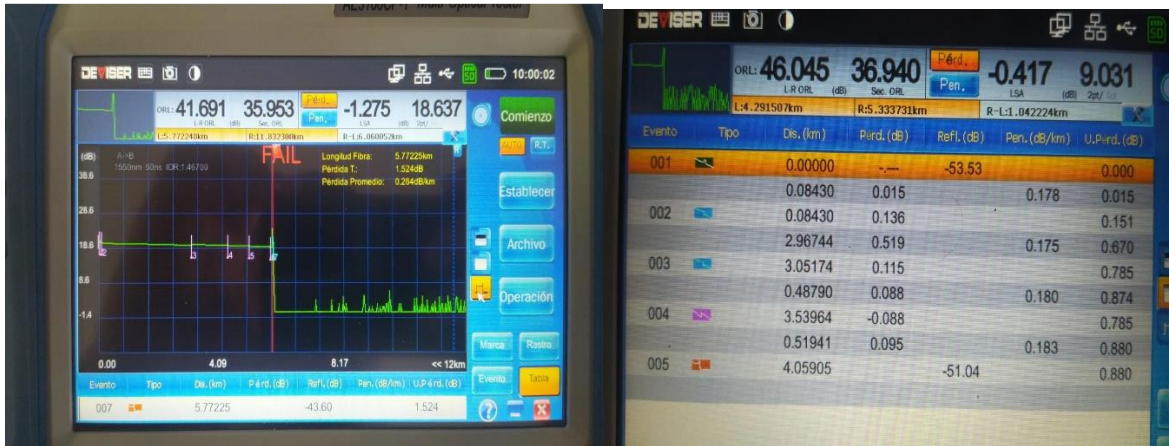 DEVISER
10:00:02
ORL: 41.691 35.953 Pérd. -1.275 18.637
L-R ORL (dB) Sec. ORL Pen. LSA (dB) 2pt/
L:5.772248km R:11.832300km R-L:6.060052km
Comienzo
AUTO R.T.
(dB) A->B FAIL Longitud Fibra: 5.77225km
1550nm 50ns IOR:1.46700 Pérdida T.: 1.524dB
Pérdida Promedio: 0.264dB/km
38.6
28.6
18.6
8.6
-1.4
Establecer
Archivo
Operación
Marca Rastro
0.00 4.09 8.17 << 12km
Evento Tipo Dis.(km) Pérd.(dB) Refl.(dB) Pen.(dB/km) U.Pérd.(dB)
Evento Tabla
007 5.77225 -43.60 1.524
DEVISER
SD
ORL: 46.045 36.940 Pérd. -0.417 9.031
L-R ORL (dB) Sec. ORL Pen. LSA (dB) 2pt/
L:4.291507km R:5.333731km R-L:1.042224km
Evento Tipo Dis.(km) Pérd.(dB) Refl.(dB) Pen.(dB/km) U.Pérd.(dB)
001 0.00000 -.-- -53.53 0.000
0.08430 0.015 0.178 0.015
002 0.08430 0.136 0.151
2.96744 0.519 0.175 0.670
003 3.05174 0.115 0.785
0.48790 0.088 0.180 0.874
004 3.53964 -0.088 0.785
0.51941 0.095 0.183 0.880
005 4.05905 -51.04 0.880